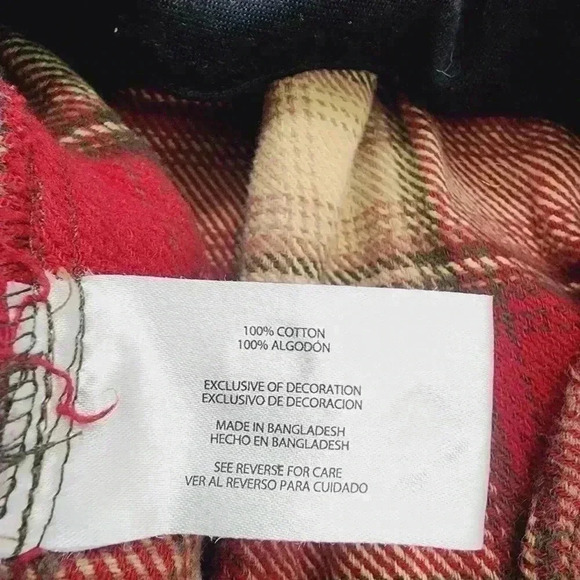 100% COTTON
100% ALGODÓN
EXCLUSIVE OF DECORATION
EXCLUSIVO DE DECORACION
MADE IN BANGLADESH
HECHO EN BANGLADESH
SEE REVERSE FOR CARE
VER AL REVERSO PARA CUIDADO